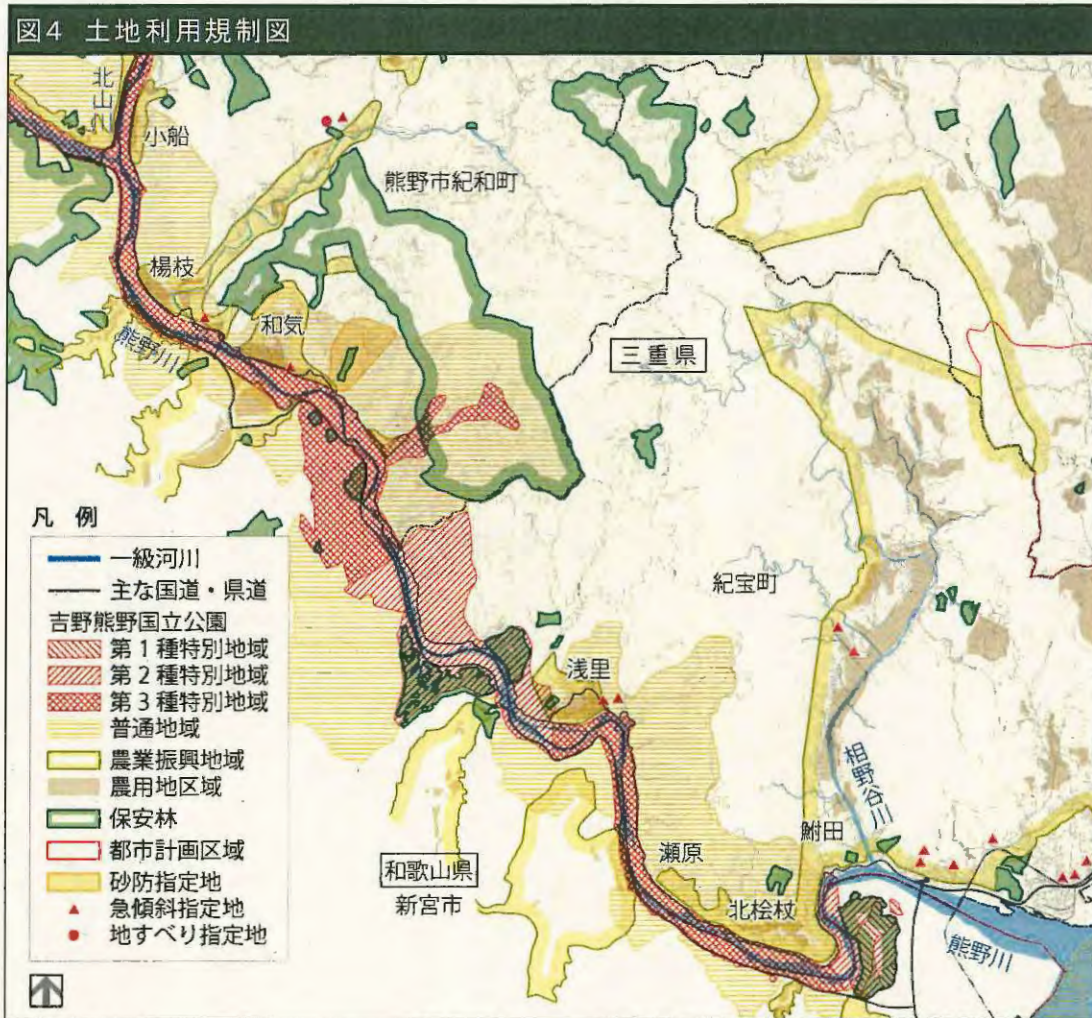 図4 土地利用規制図
北山川
小船
熊野市紀和町
楊枝
熊野川
和気
三重県
紀宝町
浅里
相野谷川
鮒田
瀬原
和歌山県
新宮市
北桧杖
熊野川
凡 例
一級河川
主な国道・県道
吉野熊野国立公園
第1種特別地域
第2種特別地域
第3種特別地域
普通地域
農業振興地域
農用地区域
保安林
都市計画区域
砂防指定地
急傾斜指定地
地すべり指定地